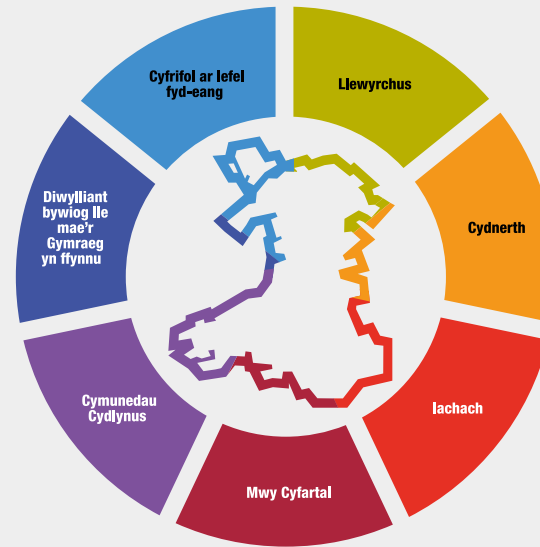 Cyfrifol ar lefel
fyd-eang
Llewyrchus
Cydnerth
Iachach
Mwy Cyfartal
Cymunedau
Cydlynus
Diwylliant
bywiog lle
mae'r
Gymraeg
yn ffynnu